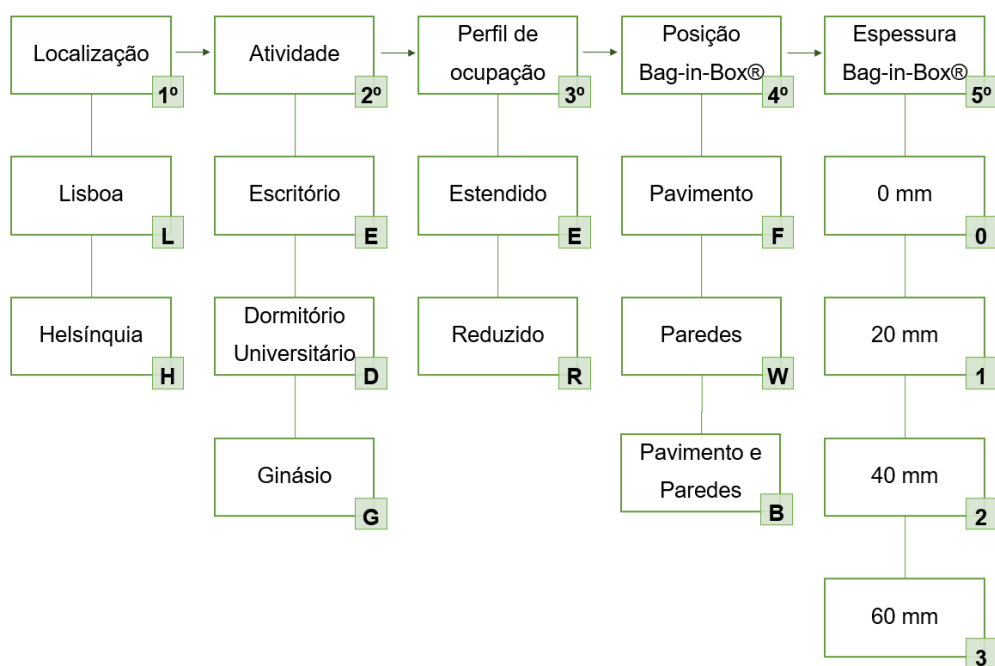 Localização
1º
Atividade
2º
Perfil de
ocupação
3º
Posição
Bag-in-Box®
4º
Espessura
Bag-in-Box®
5º
Lisboa
L
Escritório
E
Estendido
E
Pavimento
F
0 mm
0
Helsínquia
H
Dormitório
Universitário
D
Reduzido
R
Paredes
W
20 mm
1
Ginásio
G
Pavimento e
Paredes
B
40 mm
2
60 mm
3